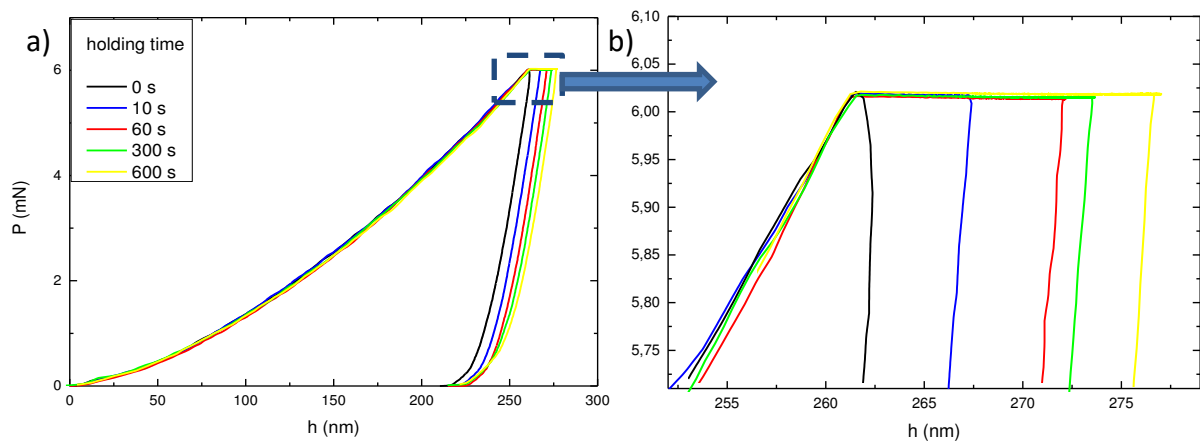 a)
holding time
0 s
10 s
60 s
300 s
600 s
6
4
2
0
P (mN)
0 50 100 150 200 250 300
h (nm)
b)
6,10
6,05
6,00
5,95
5,90
5,85
5,80
5,75
255 260 265 270 275
h (nm)